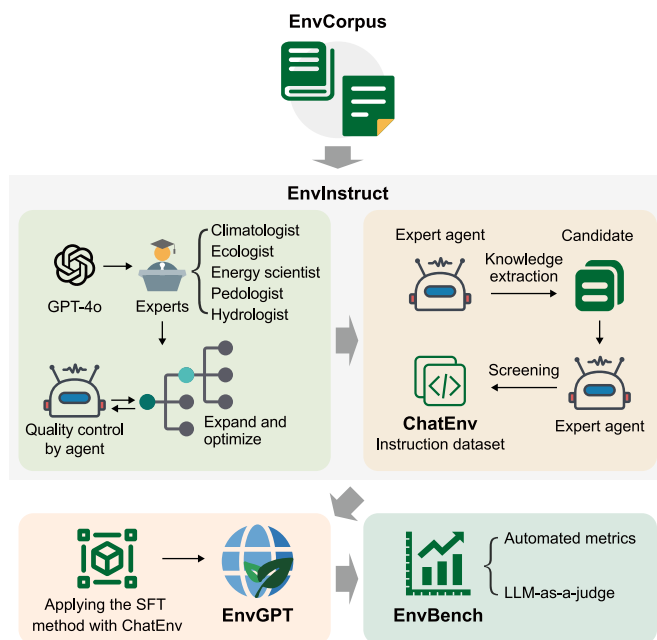 EnvCorpus
EnvInstruct
GPT-4o
Experts
Climatologist
Ecologist
Energy scientist
Pedologist
Hydrologist
Quality control
by agent
Expand and
optimize
Expert agent
Knowledge
extraction
Candidate
Screening
ChatEnv
Instruction dataset
Expert agent
Applying the SFT
method with ChatEnv
EnvGPT
EnvBench
Automated metrics
LLM-as-a-judge